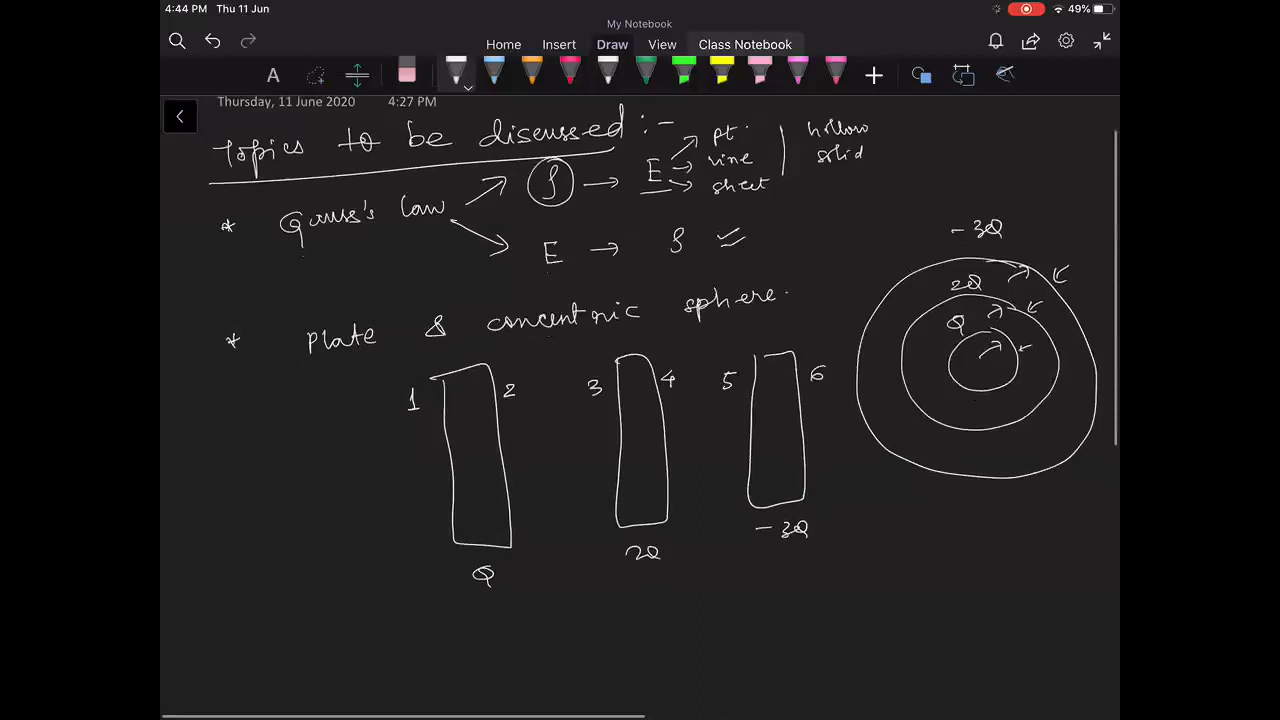 4:44 PM Thu 11 Jun 49%
My Notebook
Home Insert Draw View Class Notebook
A
Thursday, 11 June 2020 4:27 PM
Topics to be discussed :-
* Gauss's law
ρ → E → pt.
→ line
→ sheet
hollow
solid
E → ρ
* Plate & concentric sphere.
1 2 3 4 5 6
Q 2Q -3Q
-3Q
2Q
Q